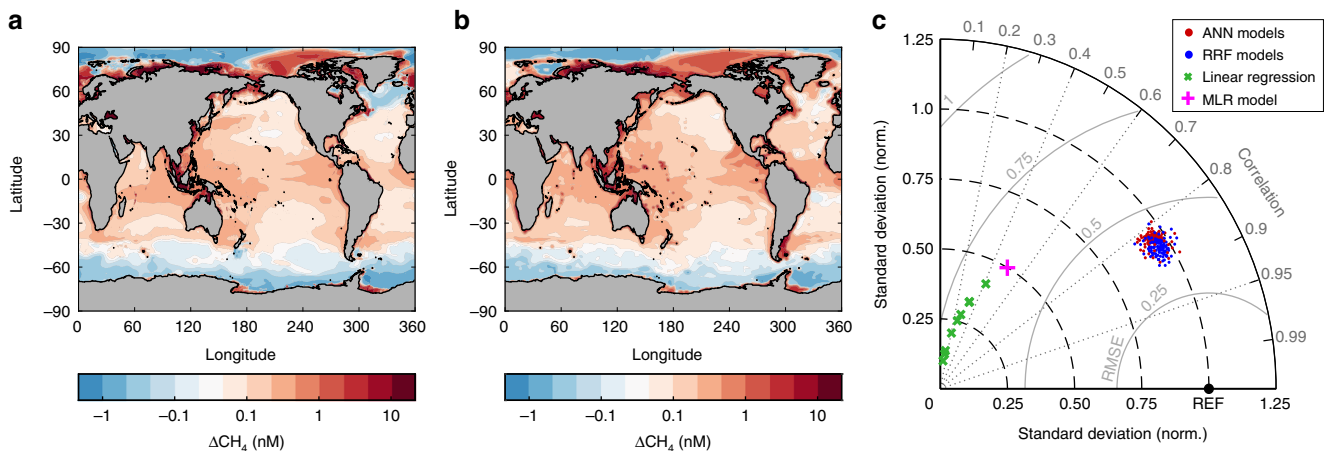 a
90
60
30
0
−30
−60
−90
Latitude
0 60 120 180 240 300 360
Longitude
−1 −0.1 0.1 1 10
ΔCH4 (nM)
b
90
60
30
0
−30
−60
−90
Latitude
0 60 120 180 240 300 360
Longitude
−1 −0.1 0.1 1 10
ΔCH4 (nM)
c
ANN models
RRF models
Linear regression
MLR model
1.25
1.0
0.75
0.50
0.25
Standard deviation (norm.)
0.1 0.2 0.3 0.4 0.5 0.6 0.7 0.8 0.9 0.95 0.99
Correlation
1
0.75
0.5
0.25
RMSE
0 0.25 0.50 0.75 REF 1.25
Standard deviation (norm.)